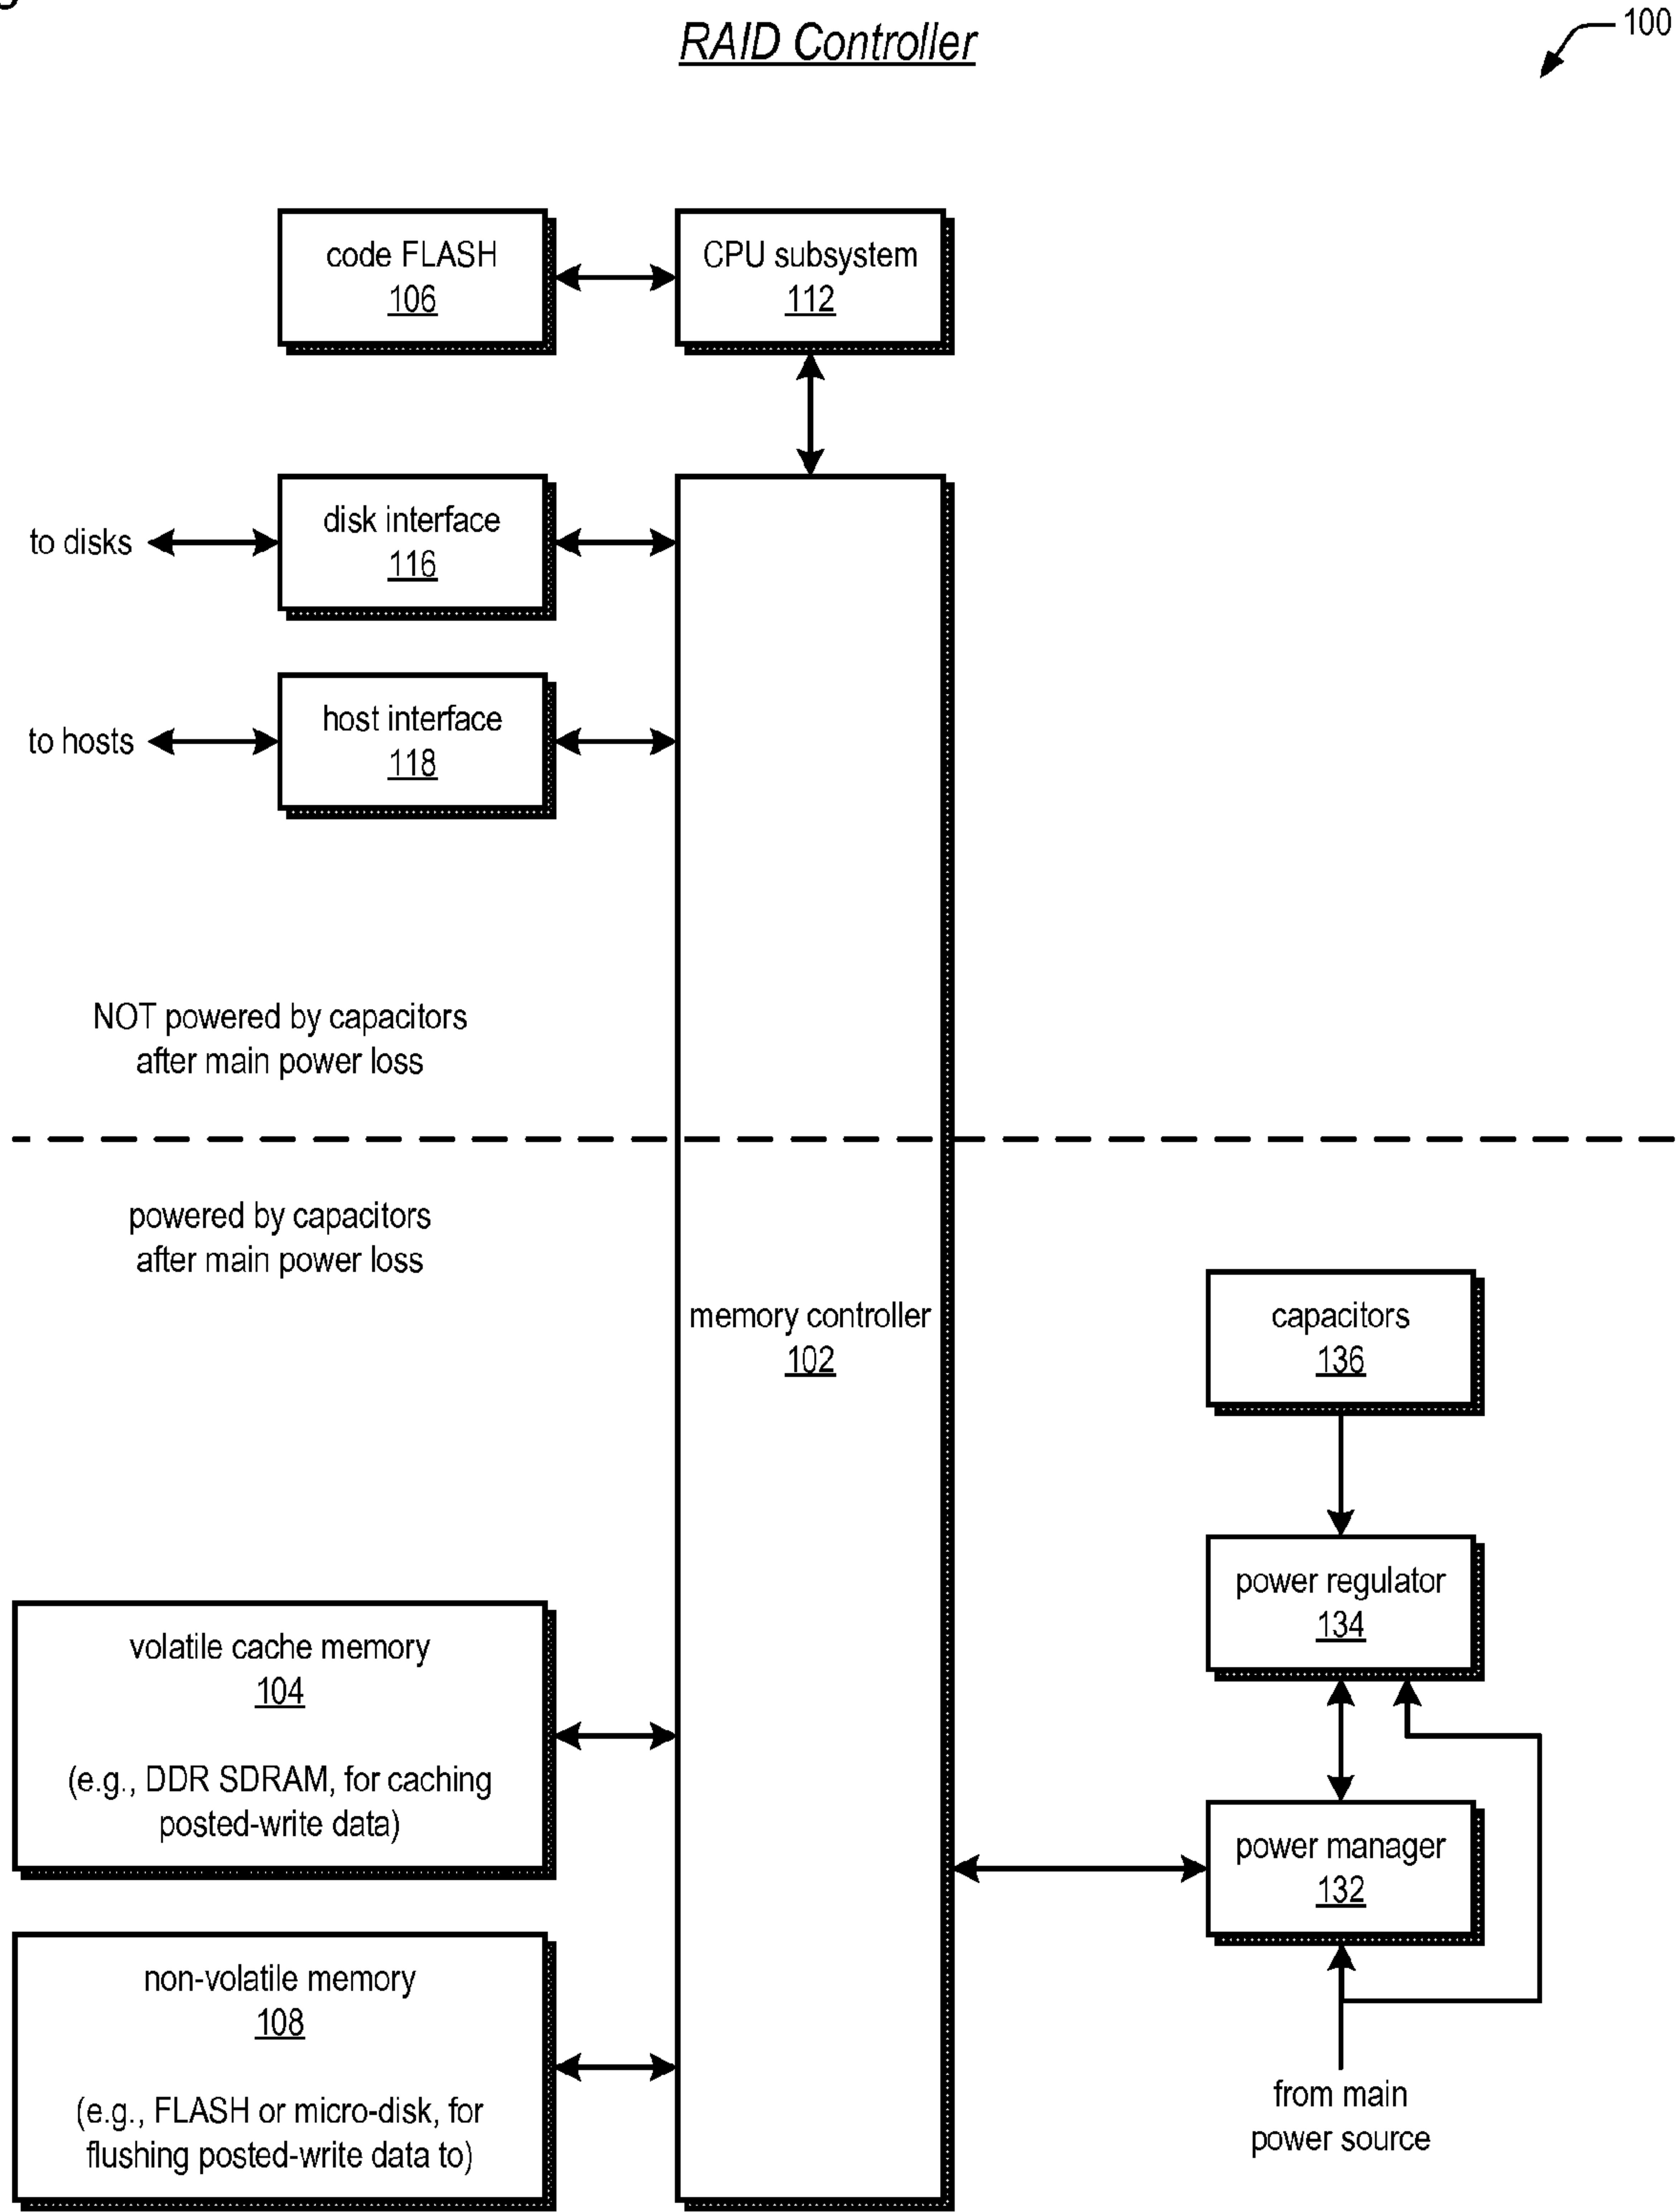 RAID Controller
100
code FLASH
106
CPU subsystem
112
to disks
disk interface
116
to hosts
host interface
118
NOT powered by capacitors
after main power loss
powered by capacitors
after main power loss
memory controller
102
capacitors
136
power regulator
134
volatile cache memory
104
(e.g., DDR SDRAM, for caching
posted-write data)
power manager
132
non-volatile memory
108
(e.g., FLASH or micro-disk, for
flushing posted-write data to)
from main
power source